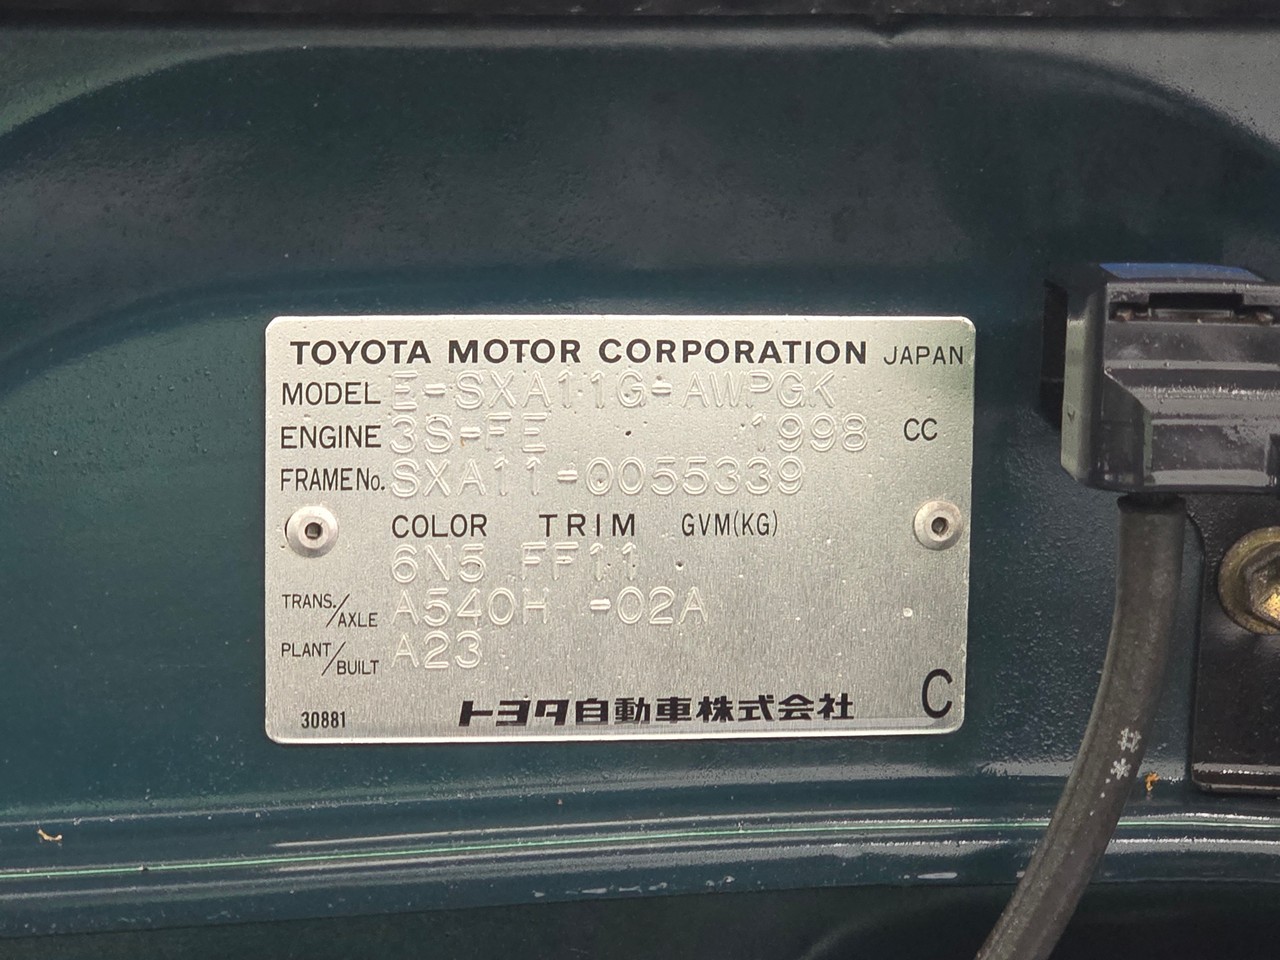 TOYOTA MOTOR CORPORATION JAPAN
MODEL E-SXA11G-AWPGK
ENGINE 3S-FE 1998 CC
FRAME No. SXA11-0055339
COLOR TRIM GVM(KG)
6N5 FF11
TRANS./AXLE A540H -02A
PLANT/BUILT A23
C
30881 トヨタ自動車株式会社